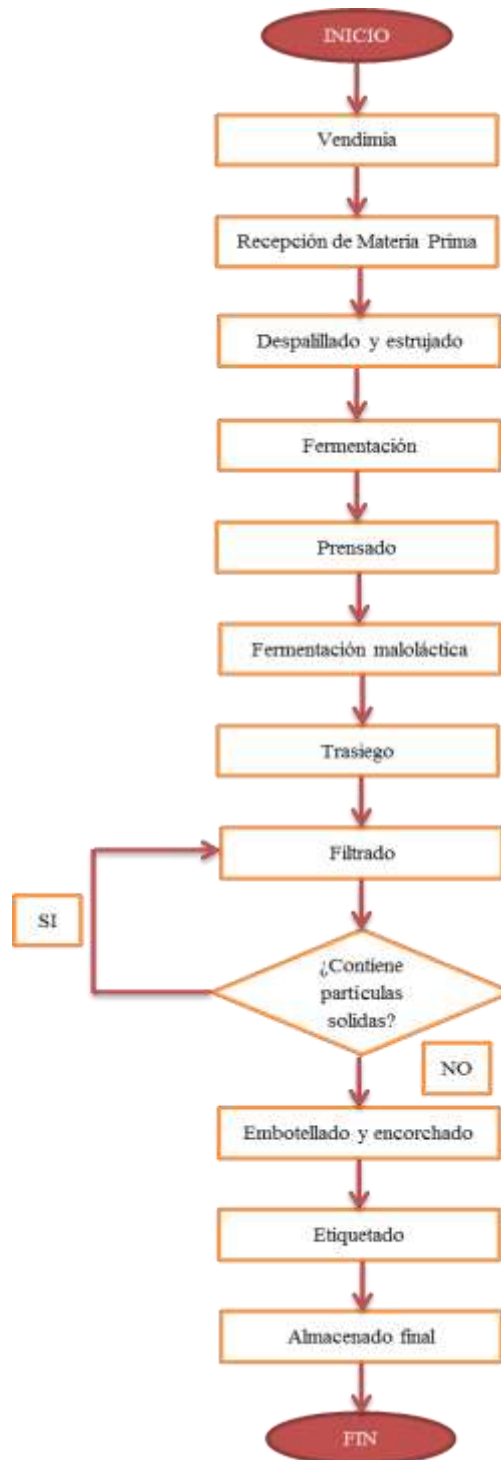 INICIO
Vendimia
Recepción de Materia Prima
Despalillado y estrujado
Fermentación
Prensado
Fermentación maloláctica
Trasiego
Filtrado
SI
¿Contiene
partículas
solidas?
NO
Embotellado y encorchado
Etiquetado
Almacenado final
FIN